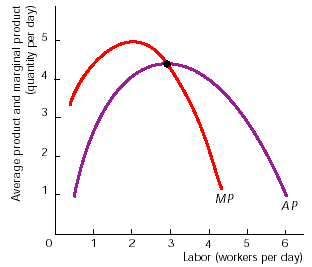 Average product and marginal product
(quantity per day)
5
4
3
2
1
0
1
2
3
4
5
6
MP
AP
Labor (workers per day)